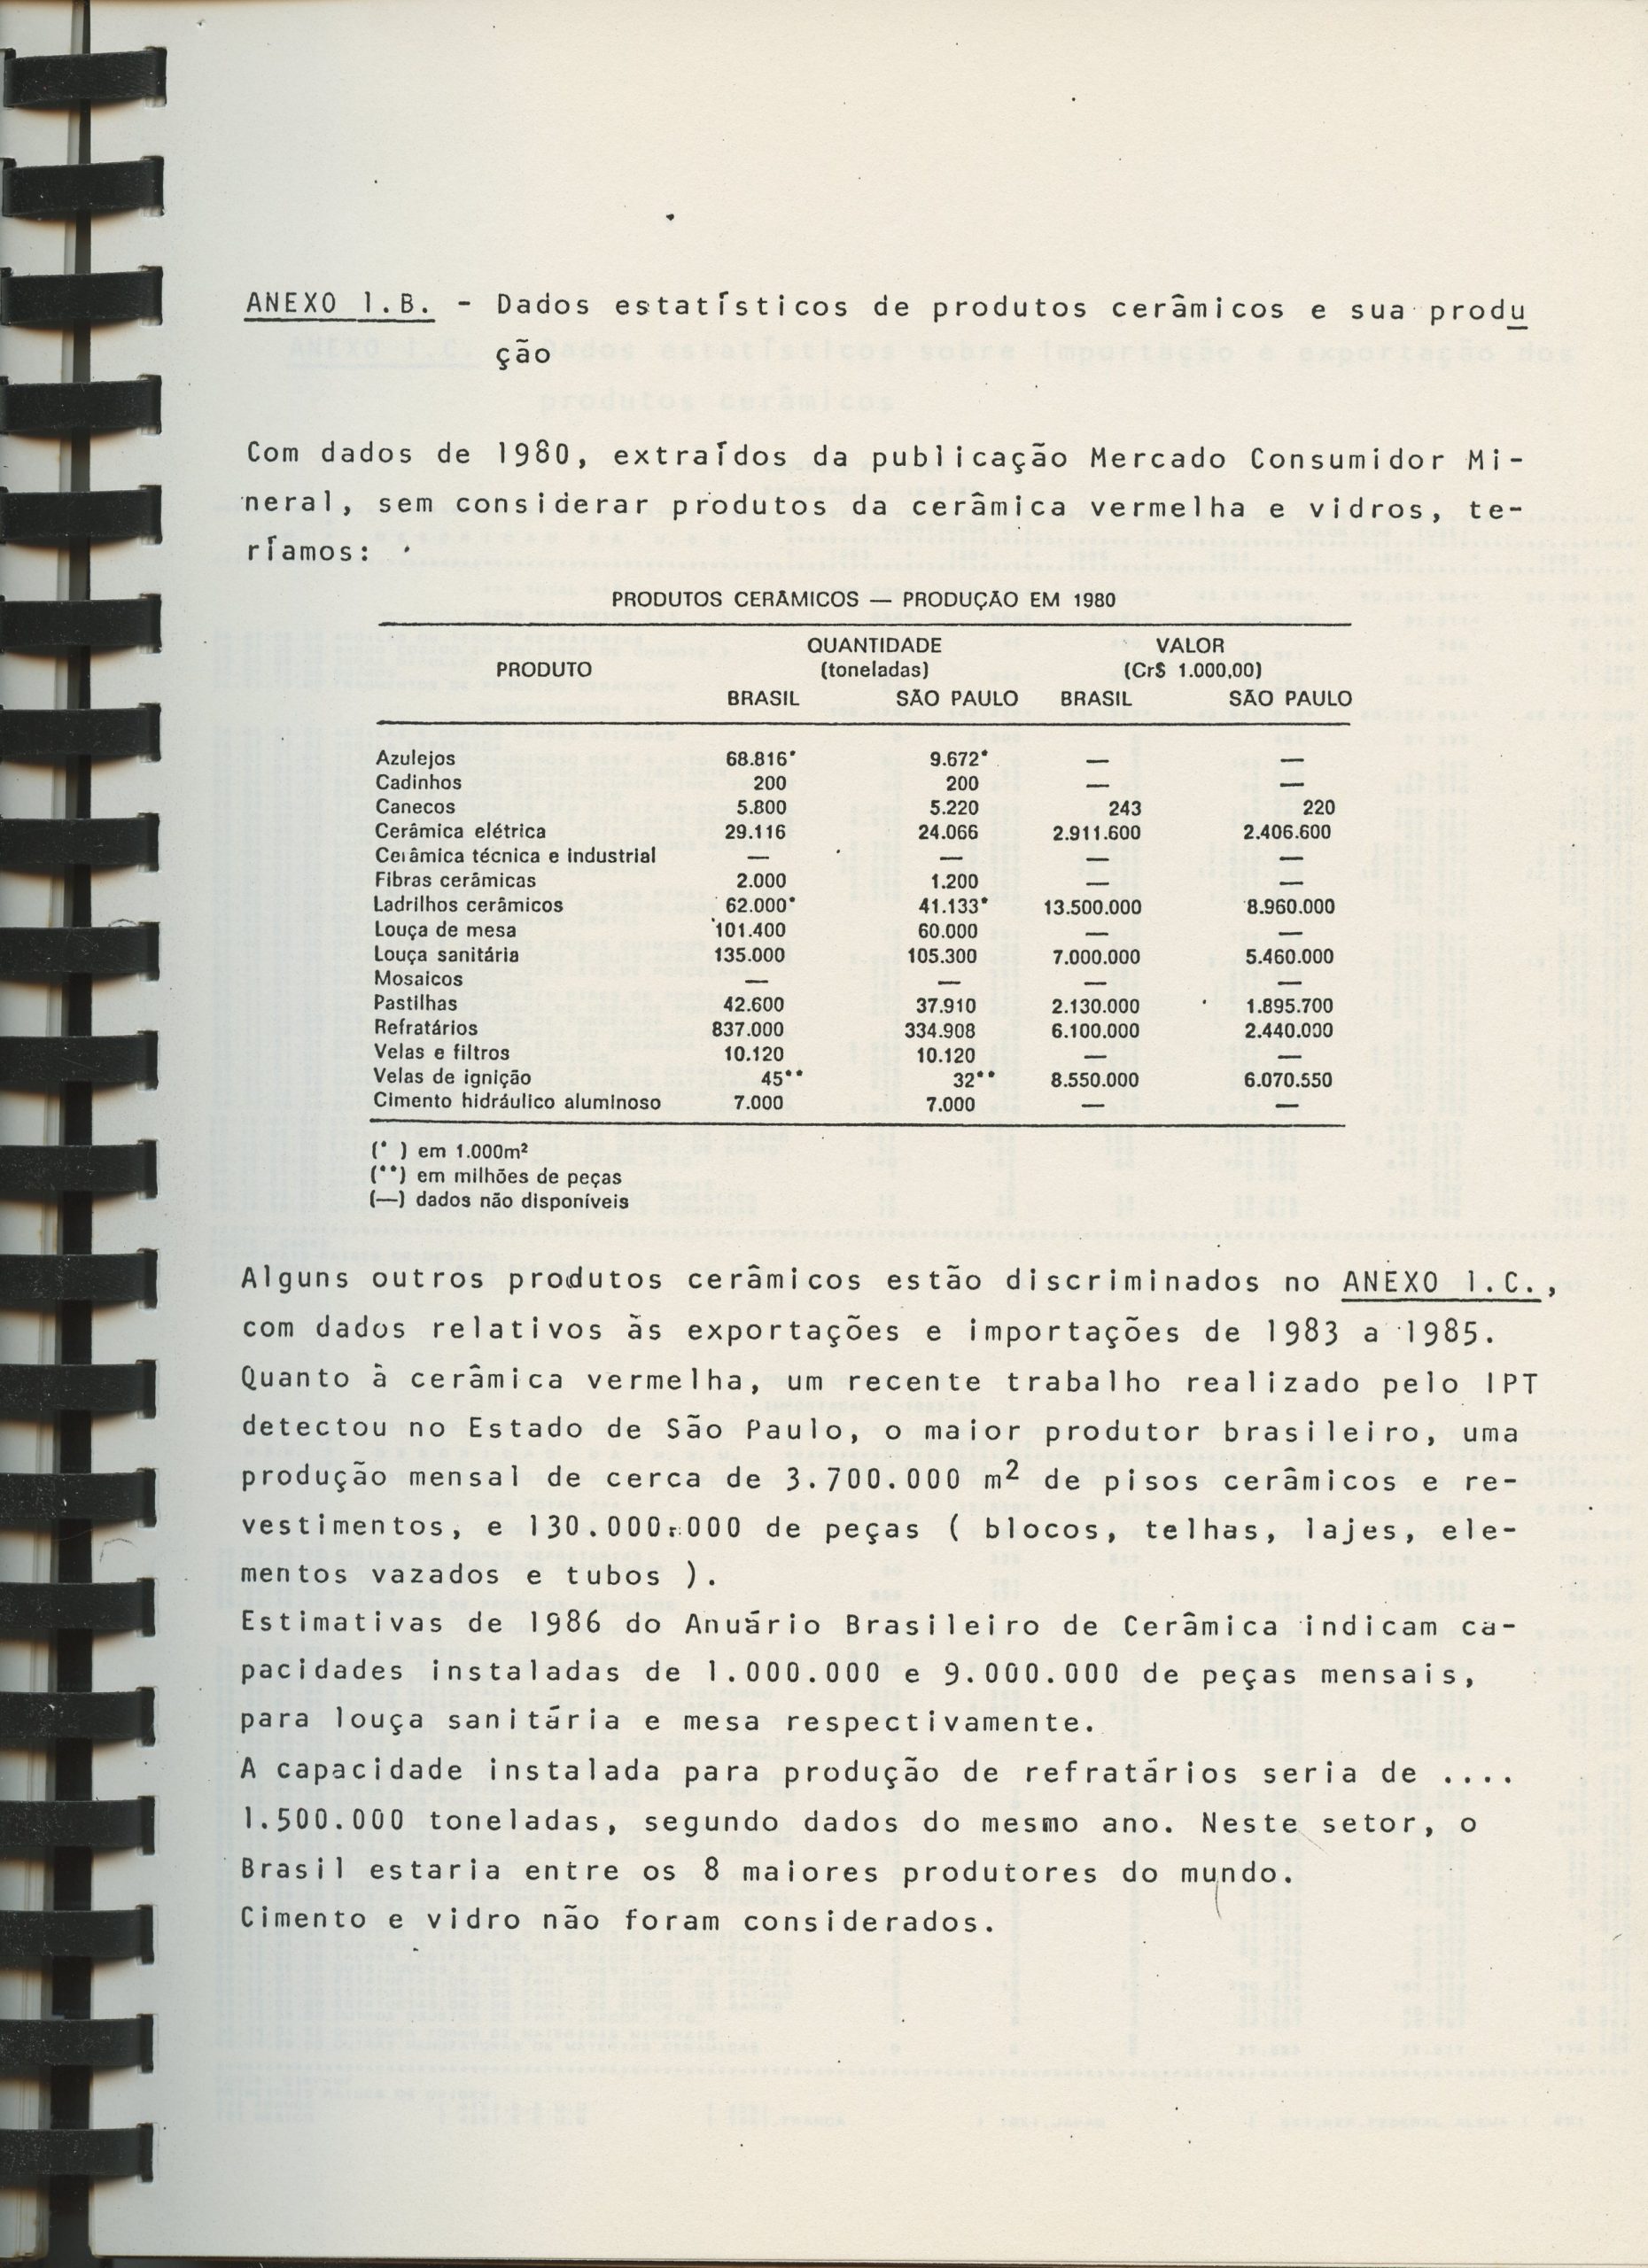 ANEXO I.B. - Dados estatísticos de produtos cerâmicos e sua produ
ção
Com dados de 1980, extraídos da publicação Mercado Consumidor Mi-
neral, sem considerar produtos da cerâmica vermelha e vidros, te-
ríamos:
PRODUTOS CERÂMICOS — PRODUÇÃO EM 1980
QUANTIDADE VALOR
PRODUTO (toneladas) (Cr$ 1.000,00)
BRASIL SÃO PAULO BRASIL SÃO PAULO
Azulejos 68.816* 9.672* — —
Cadinhos 200 200 — —
Canecos 5.800 5.220 243 220
Cerâmica elétrica 29.116 24.066 2.911.600 2.406.600
Cerâmica técnica e industrial — — — —
Fibras cerâmicas 2.000 1.200 — —
Ladrilhos cerâmicos 62.000* 41.133* 13.500.000 8.960.000
Louça de mesa 101.400 60.000 — —
Louça sanitária 135.000 105.300 7.000.000 5.460.000
Mosaicos — — — —
Pastilhas 42.600 37.910 2.130.000 1.895.700
Refratários 837.000 334.908 6.100.000 2.440.000
Velas e filtros 10.120 10.120 — —
Velas de ignição 45** 32** 8.550.000 6.070.550
Cimento hidráulico aluminoso 7.000 7.000 — —
(* ) em 1.000m²
(**) em milhões de peças
(—) dados não disponíveis
Alguns outros produtos cerâmicos estão discriminados no ANEXO I.C.,
com dados relativos às exportações e importações de 1983 a 1985.
Quanto à cerâmica vermelha, um recente trabalho realizado pelo IPT
detectou no Estado de São Paulo, o maior produtor brasileiro, uma
produção mensal de cerca de 3.700.000 m² de pisos cerâmicos e re-
vestimentos, e 130.000.000 de peças ( blocos, telhas, lajes, ele-
mentos vazados e tubos ).
Estimativas de 1986 do Anuário Brasileiro de Cerâmica indicam ca-
pacidades instaladas de 1.000.000 e 9.000.000 de peças mensais,
para louça sanitária e mesa respectivamente.
A capacidade instalada para produção de refratários seria de ....
1.500.000 toneladas, segundo dados do mesmo ano. Neste setor, o
Brasil estaria entre os 8 maiores produtores do mundo.
Cimento e vidro não foram considerados.